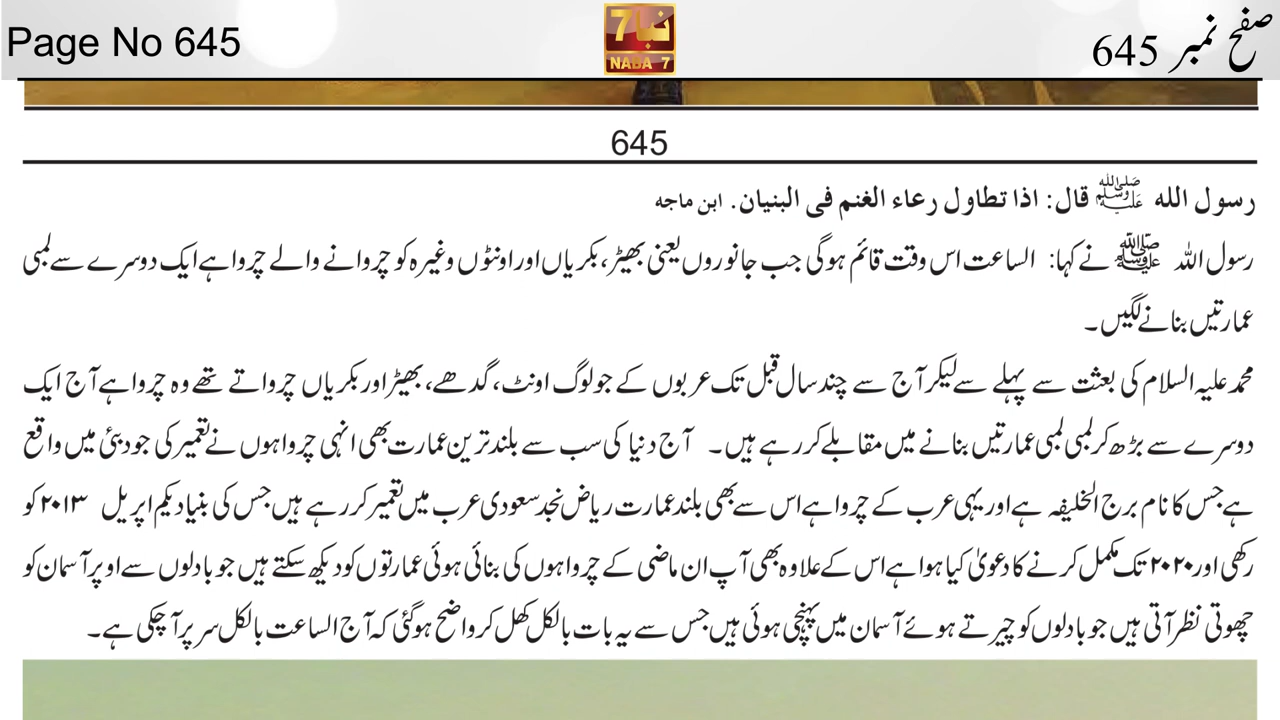 Page No 645
7 نبا
NABA 7
صفحہ نمبر 645
645
رسول الله ﷺ قال: اذا تطاول رعاء الغنم فی البنیان. ابن ماجه
رسول اللہ ﷺ نے کہا: الساعت اس وقت قائم ہوگی جب جانوروں یعنی بھیڑ، بکریاں اور اونٹوں وغیرہ کو چروانے والے چرواہے ایک دوسرے سے لمبی
عمارتیں بنانے لگیں۔
محمد علیہ السلام کی بعثت سے پہلے سے لیکر آج سے چند سال قبل تک عربوں کے جو لوگ اونٹ، گدھے، بھیڑ اور بکریاں چرواتے تھے وہ چرواہے آج ایک
دوسرے سے بڑھ کر لمبی لمبی عمارتیں بنانے میں مقابلے کر رہے ہیں۔ آج دنیا کی سب سے بلند ترین عمارت بھی انہی چرواہوں نے تعمیر کی جو دبئی میں واقع
ہے جس کا نام برج الخلیفہ ہے اور یہی عرب کے چرواہے اس سے بھی بلند عمارت ریاض نجد سعودی عرب میں تعمیر کر رہے ہیں جس کی بنیاد یکم اپریل ۲۰۱۳ کو
رکھی اور ۲۰۲۰ تک مکمل کرنے کا دعویٰ کیا ہوا ہے اس کے علاوہ بھی آپ ان ماضی کے چرواہوں کی بنائی ہوئی عمارتوں کو دیکھ سکتے ہیں جو بادلوں سے اوپر آسمان کو
چھوتی نظر آتی ہیں جو بادلوں کو چیرتے ہوئے آسمان میں پہنچی ہوئی ہیں جس سے یہ بات بالکل کھل کر واضح ہوگئی کہ آج الساعت بالکل سر پر آ چکی ہے۔